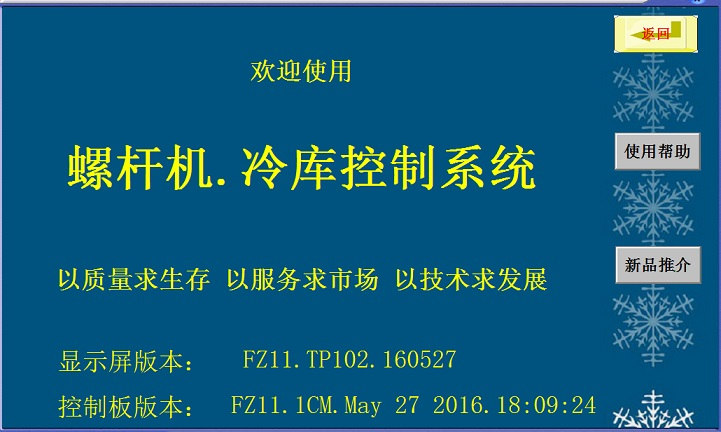 返回
欢迎使用
螺杆机.冷库控制系统
使用帮助
新品推介
以质量求生存 以服务求市场 以技术求发展
显示屏版本: FZ11.TP102.160527
控制板版本: FZ11.1CM.May 27 2016.18:09:24